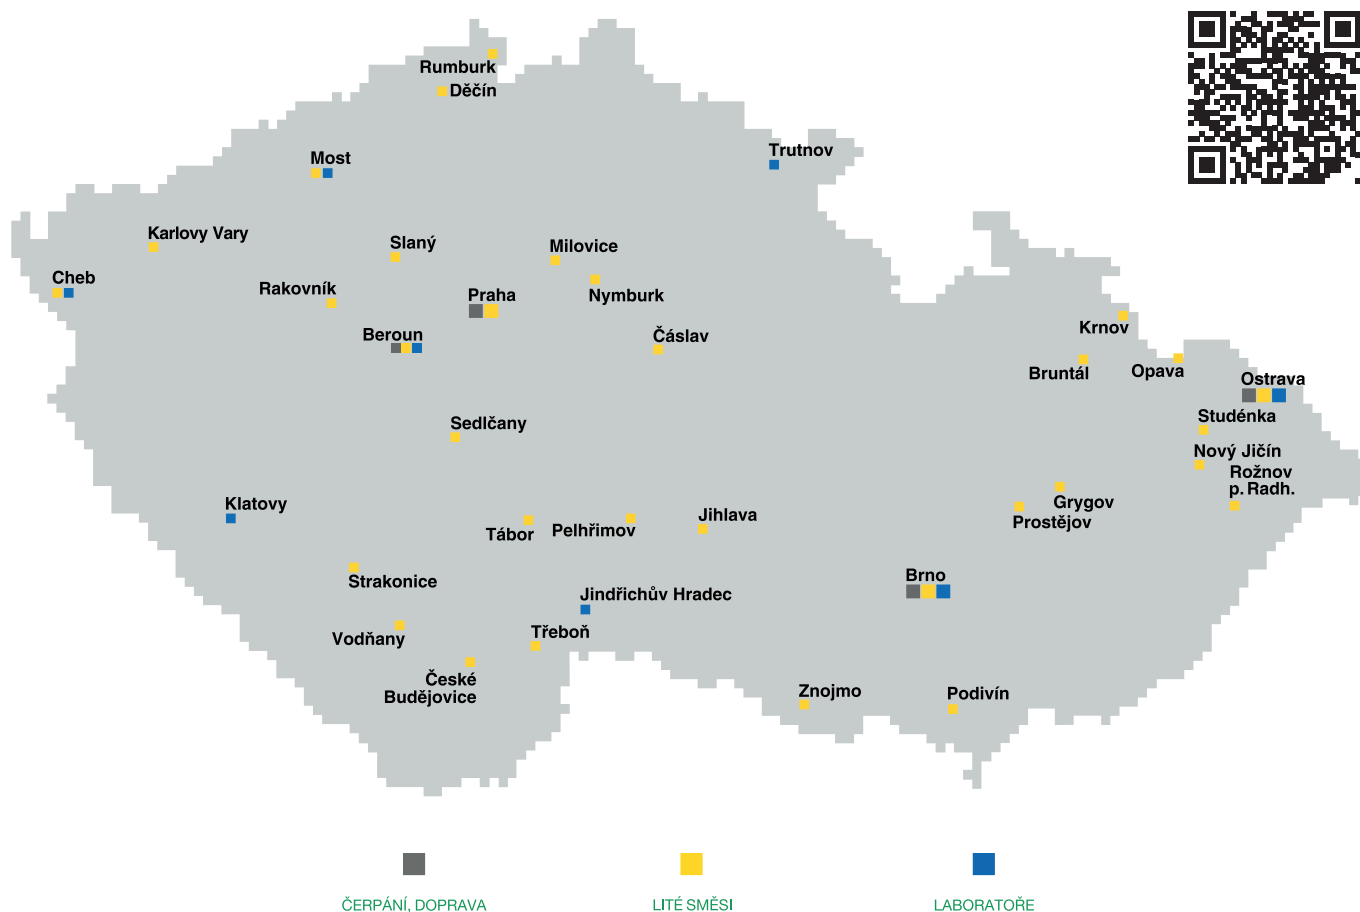 Rumburk
Děčín
Most
Trutnov
Karlovy Vary
Slaný
Milovice
Cheb
Rakovník
Praha
Nymburk
Beroun
Čáslav
Krnov
Bruntál
Opava
Ostrava
Studénka
Sedlčany
Nový Jičín
Rožnov
p. Radh.
Klatovy
Grygov
Prostějov
Tábor
Pelhřimov
Jihlava
Strakonice
Brno
Jindřichův Hradec
Vodňany
Třeboň
České
Budějovice
Znojmo
Podivín
ČERPÁNÍ, DOPRAVA
LITÉ SMĚSI
LABORATOŘE